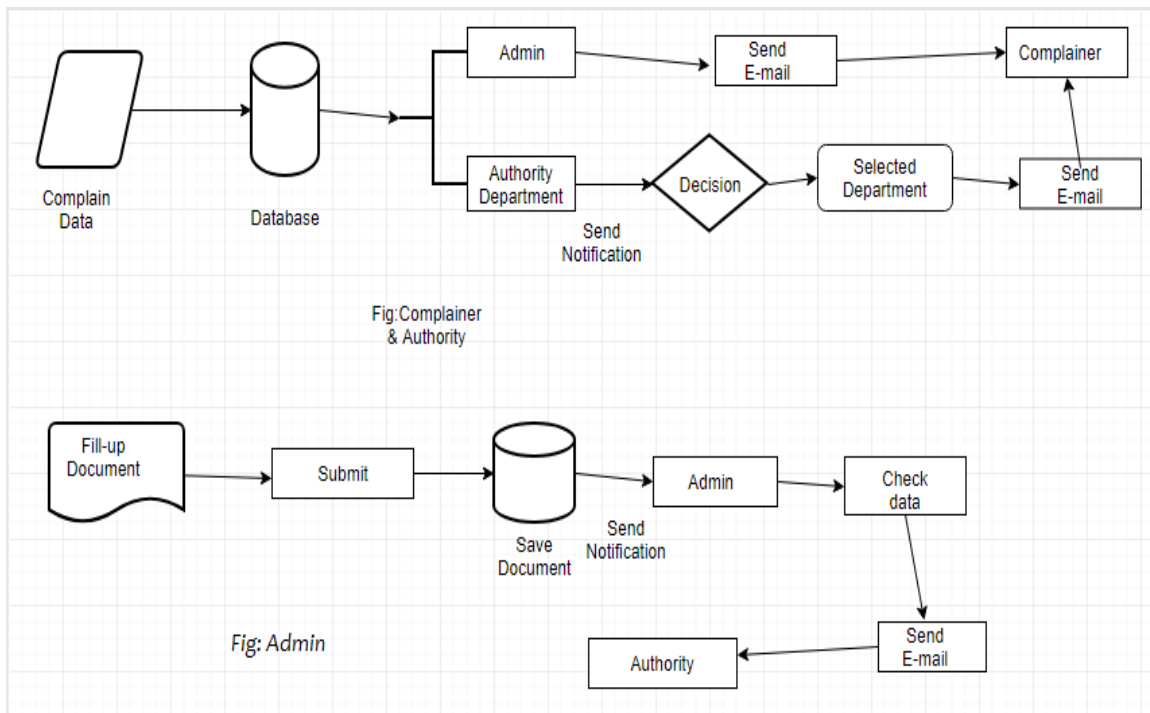 Admin
Send
E-mail
Complainer
Complain
Data
Database
Authority
Department
Send
Notification
Decision
Selected
Department
Send
E-mail
Fig:Complainer
& Authority
Fill-up
Document
Submit
Save
Document
Send
Notification
Admin
Check
data
Send
E-mail
Authority
Fig: Admin